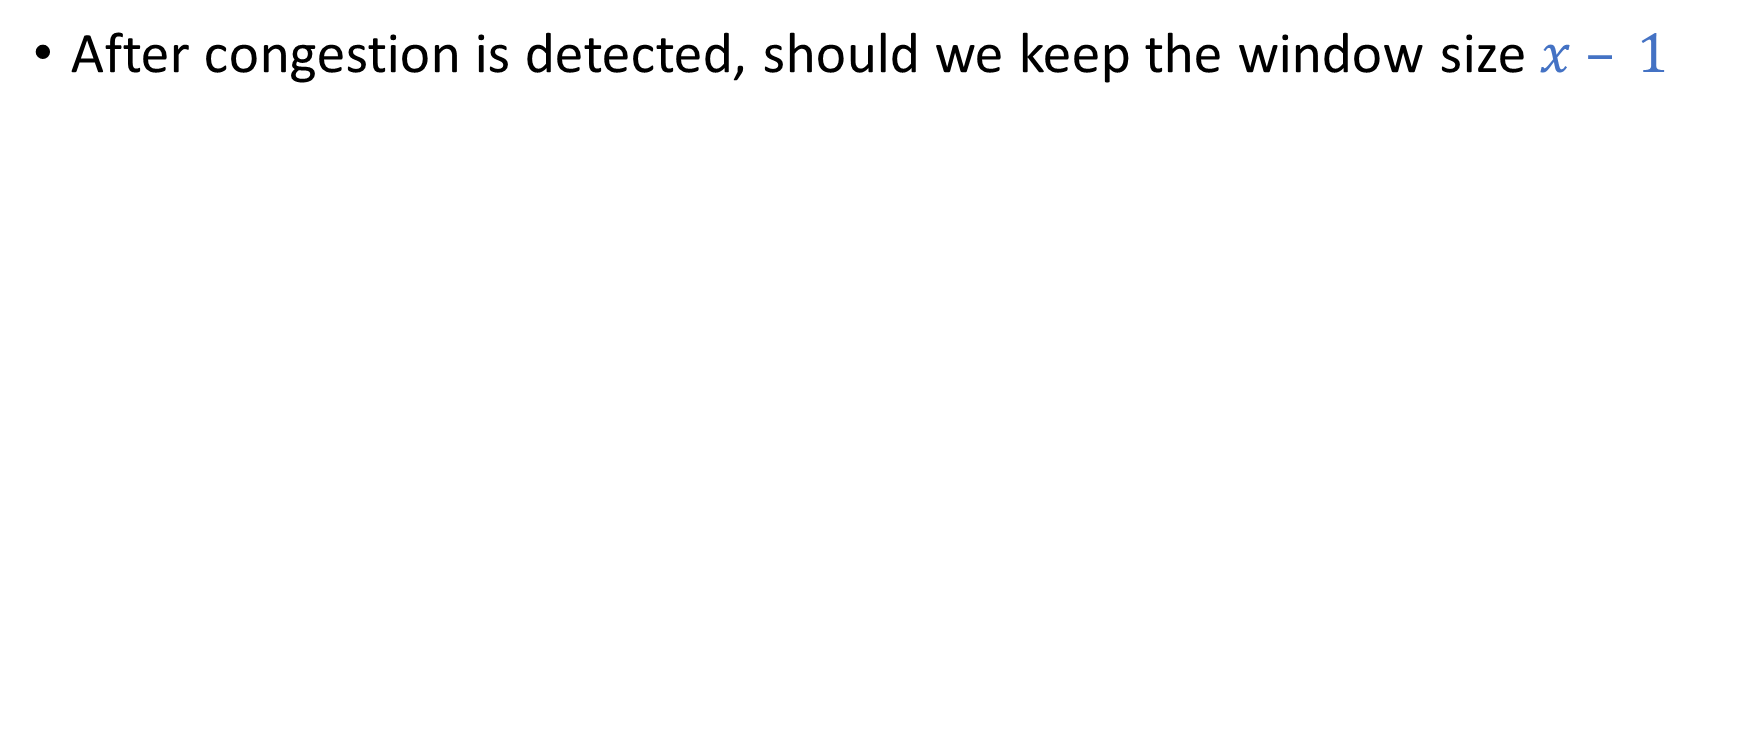 • After congestion is detected, should we keep the window size x – 1